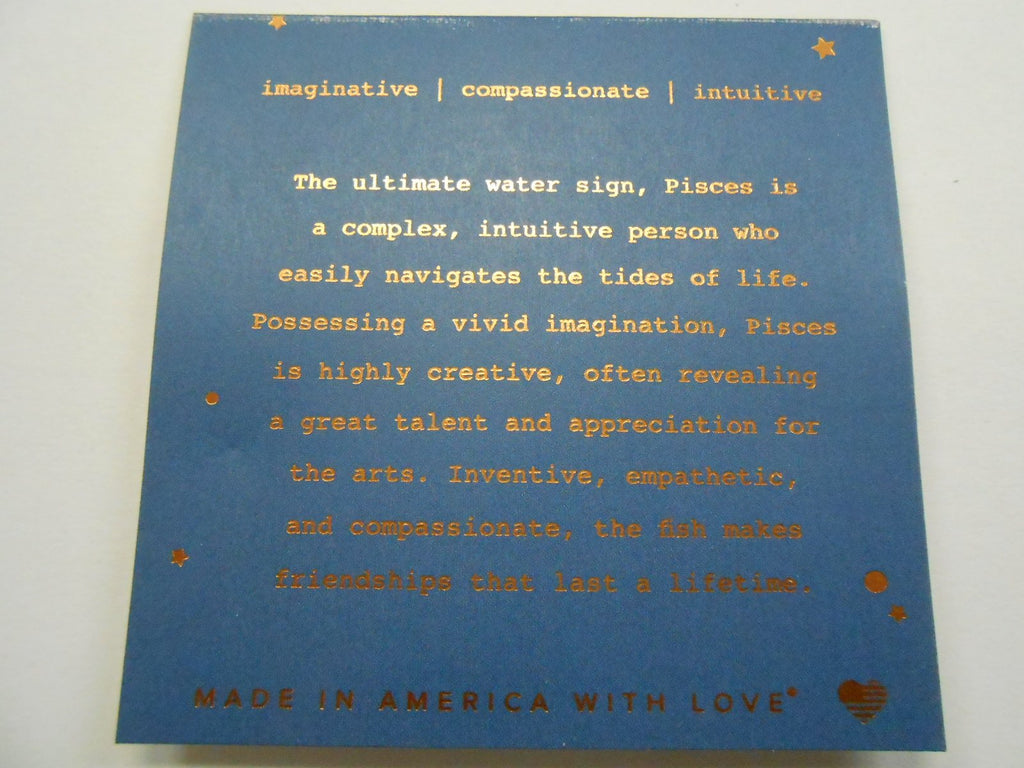 imaginative | compassionate | intuitive
The ultimate water sign, Pisces is
a complex, intuitive person who
easily navigates the tides of life.
Possessing a vivid imagination, Pisces
is highly creative, often revealing
a great talent and appreciation for
the arts. Inventive, empathetic,
and compassionate, the fish makes
friendships that last a lifetime.
MADE IN AMERICA WITH LOVE®